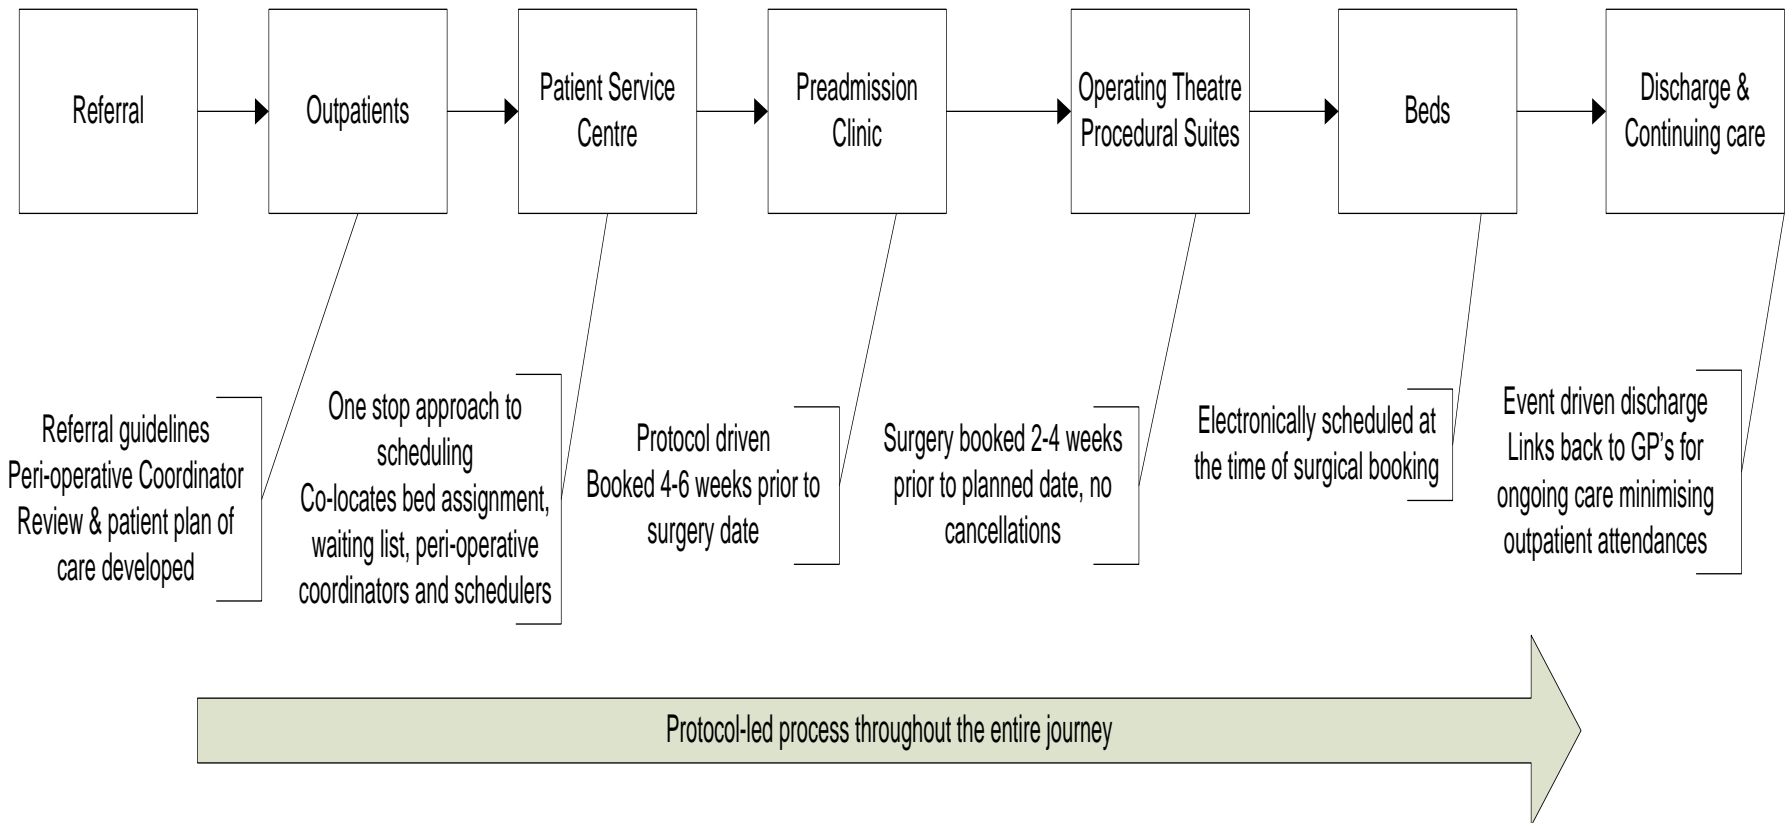 Referral
Outpatients
Patient Service
Centre
Preadmission
Clinic
Operating Theatre
Procedural Suites
Beds
Discharge &
Continuing care
Referral guidelines
Peri-operative Coordinator
Review & patient plan of
care developed
One stop approach to
scheduling
Co-locates bed assignment,
waiting list, peri-operative
coordinators and schedulers
Protocol driven
Booked 4-6 weeks prior to
surgery date
Surgery booked 2-4 weeks
prior to planned date, no
cancellations
Electronically scheduled at
the time of surgical booking
Event driven discharge
Links back to GP's for
ongoing care minimising
outpatient attendances
Protocol-led process throughout the entire journey